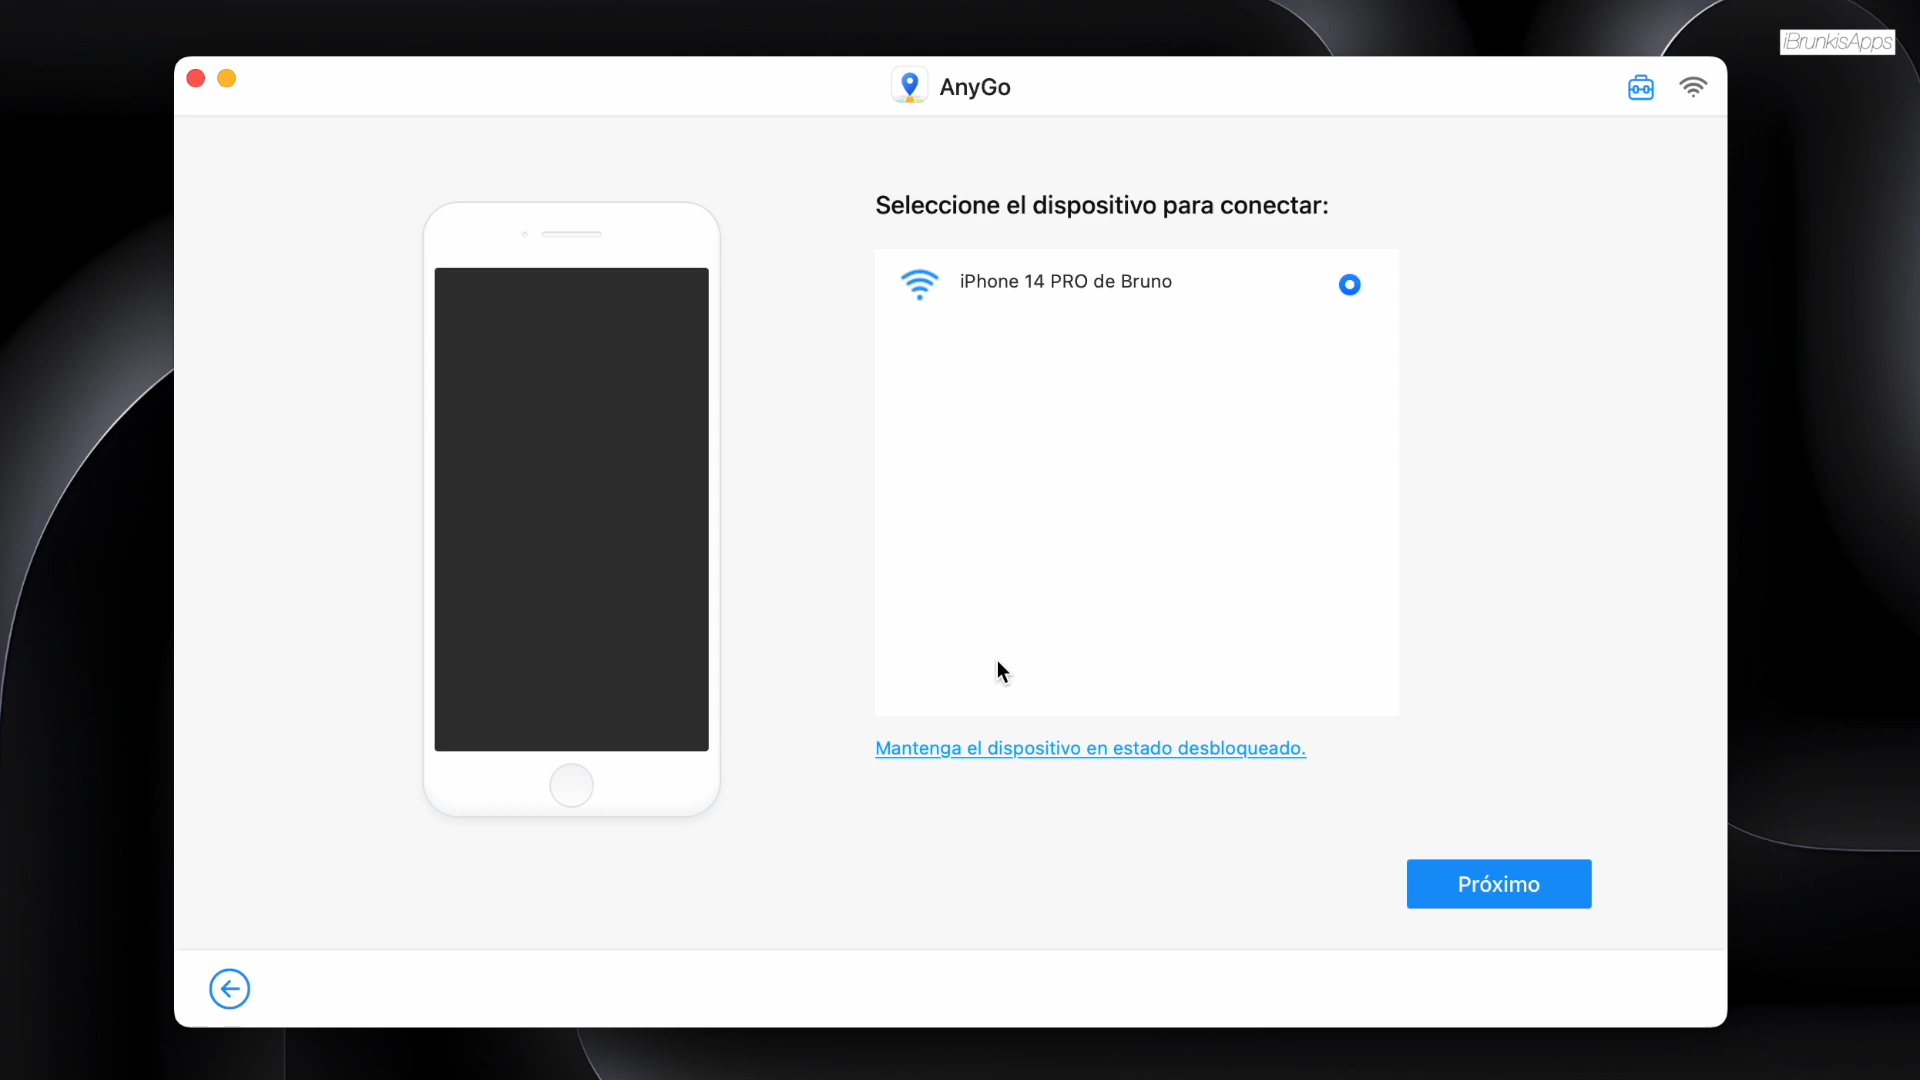 iBrunkisApps
AnyGo
Seleccione el dispositivo para conectar:
iPhone 14 PRO de Bruno
Mantenga el dispositivo en estado desbloqueado.
Próximo